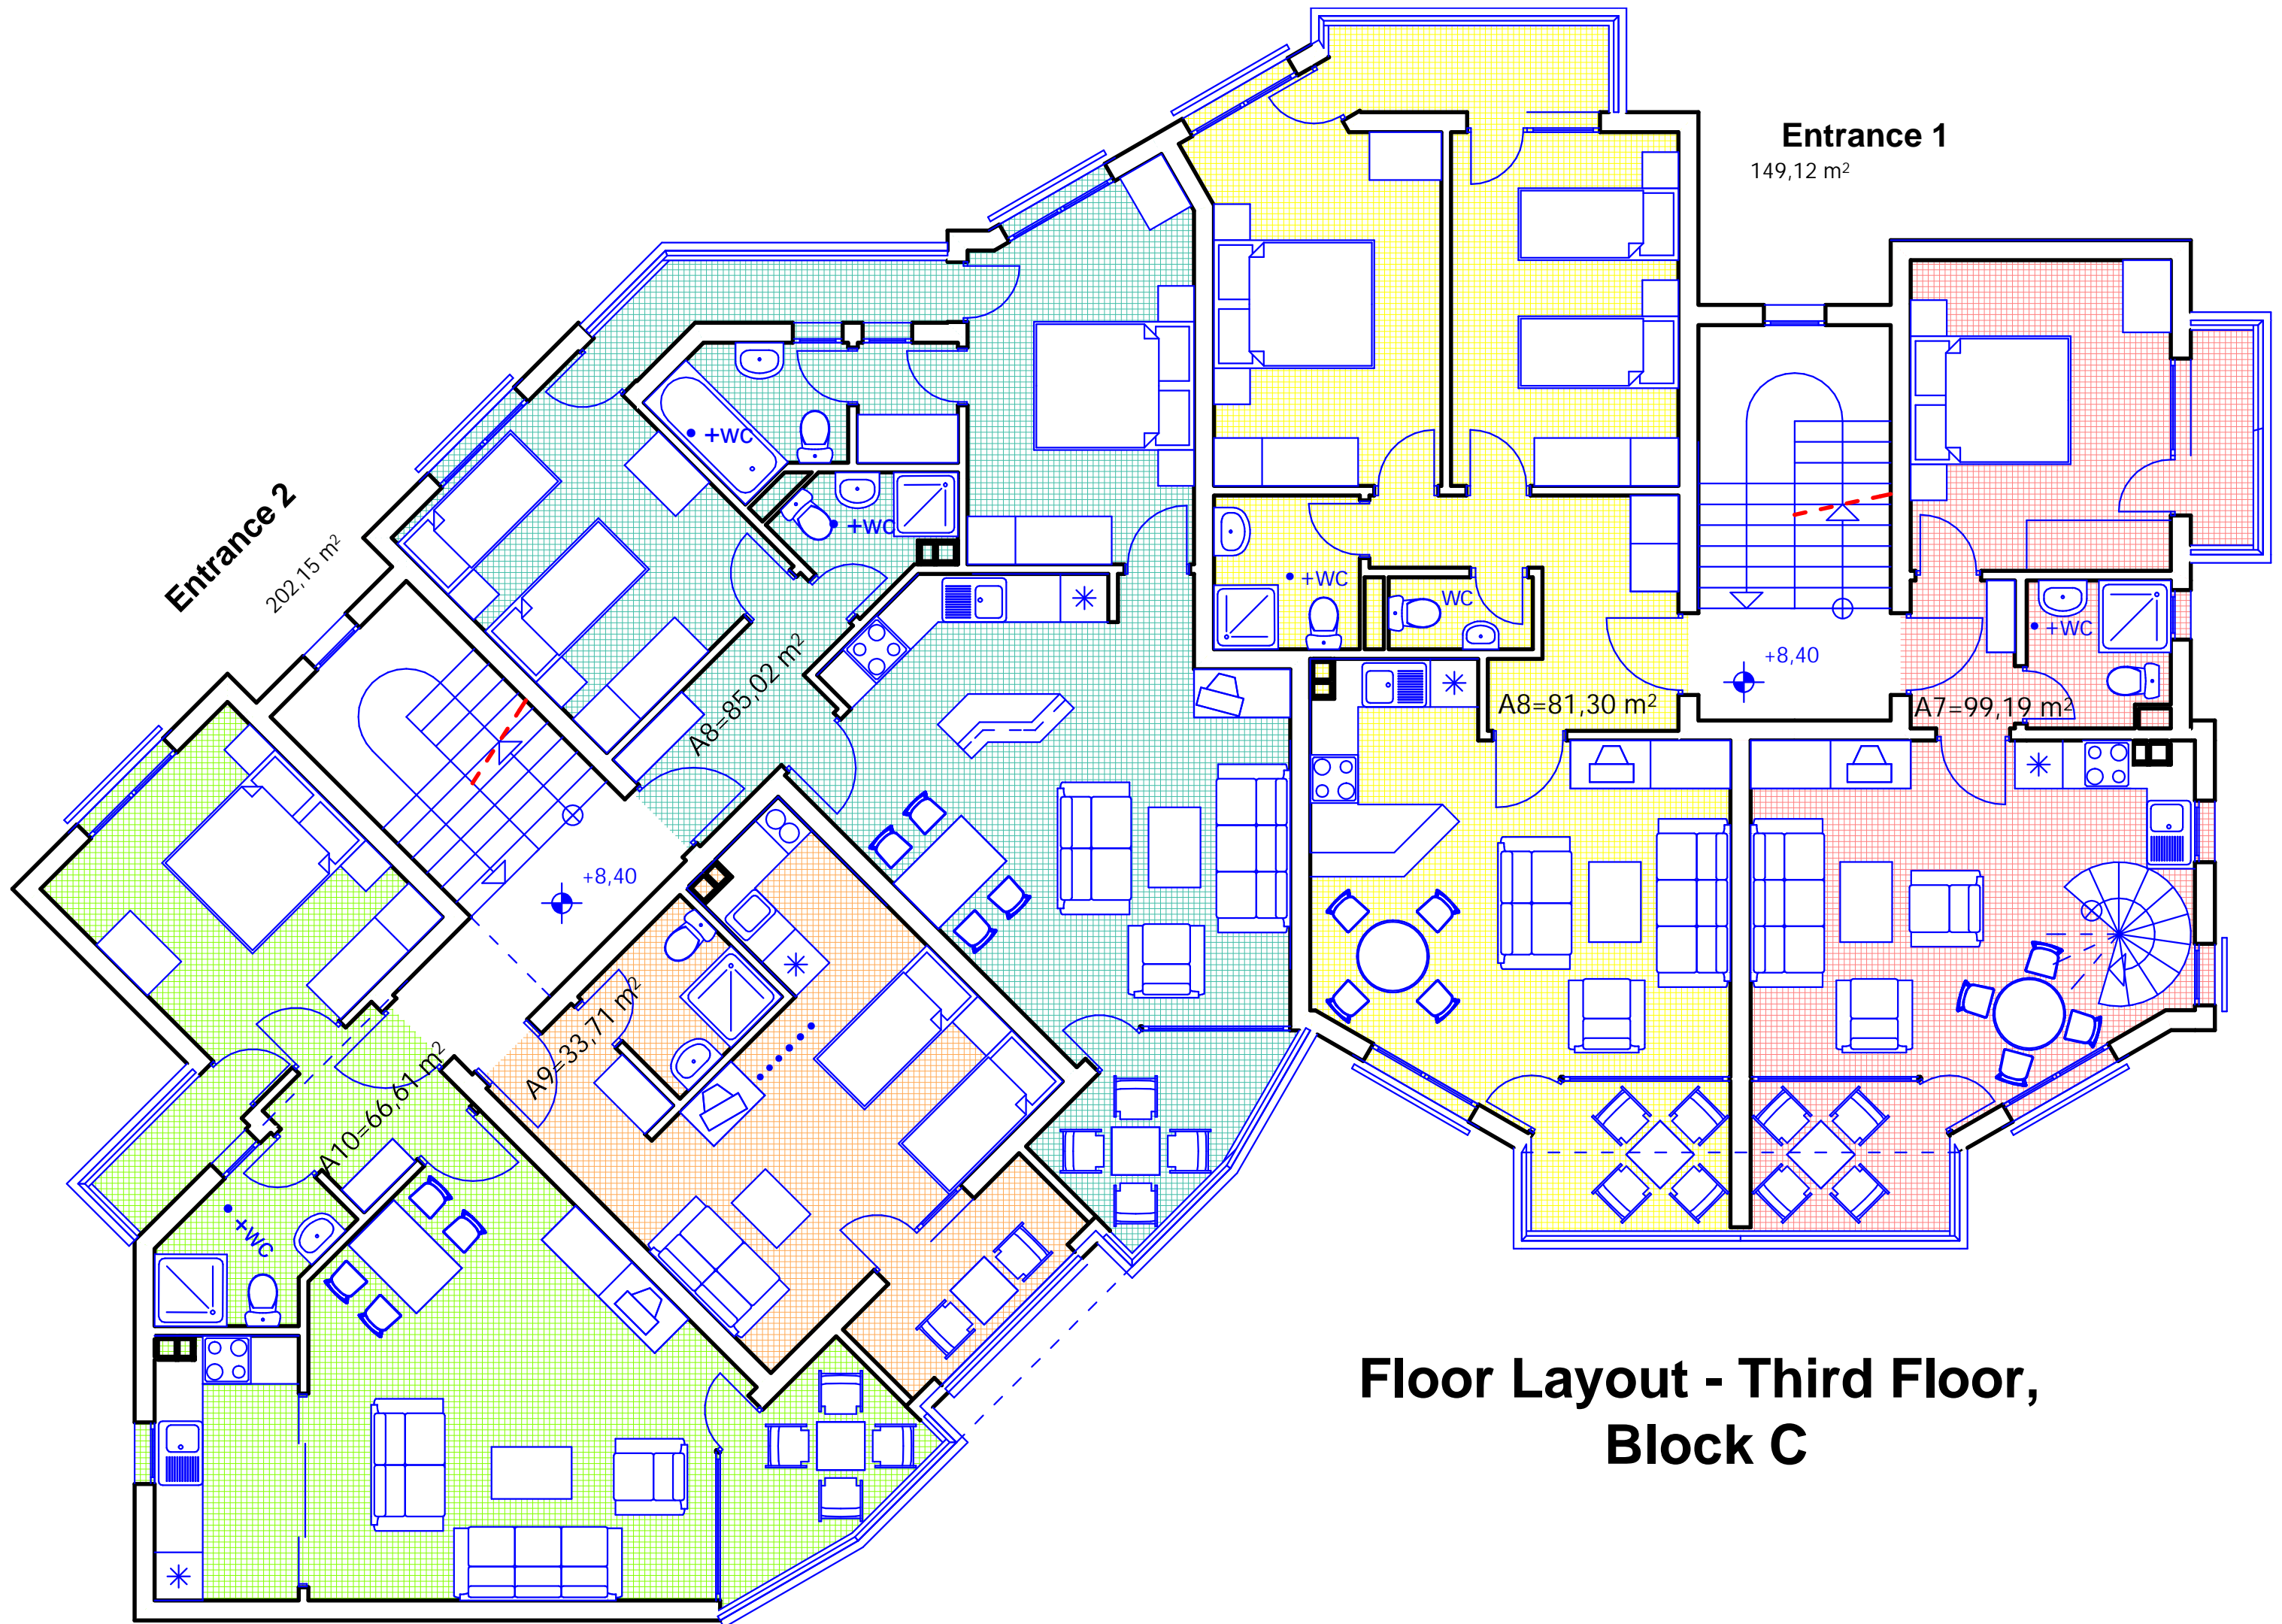 Entrance 1
149,12 m²
Entrance 2
202,15 m²
+WC
+WC
+WC
WC
+WC
A8=85,02 m²
A8=81,30 m²
+8,40
A7=99,19 m²
+8,40
A9=33,71 m²
A10=66,61 m²
+WC
Floor Layout - Third Floor,
Block C